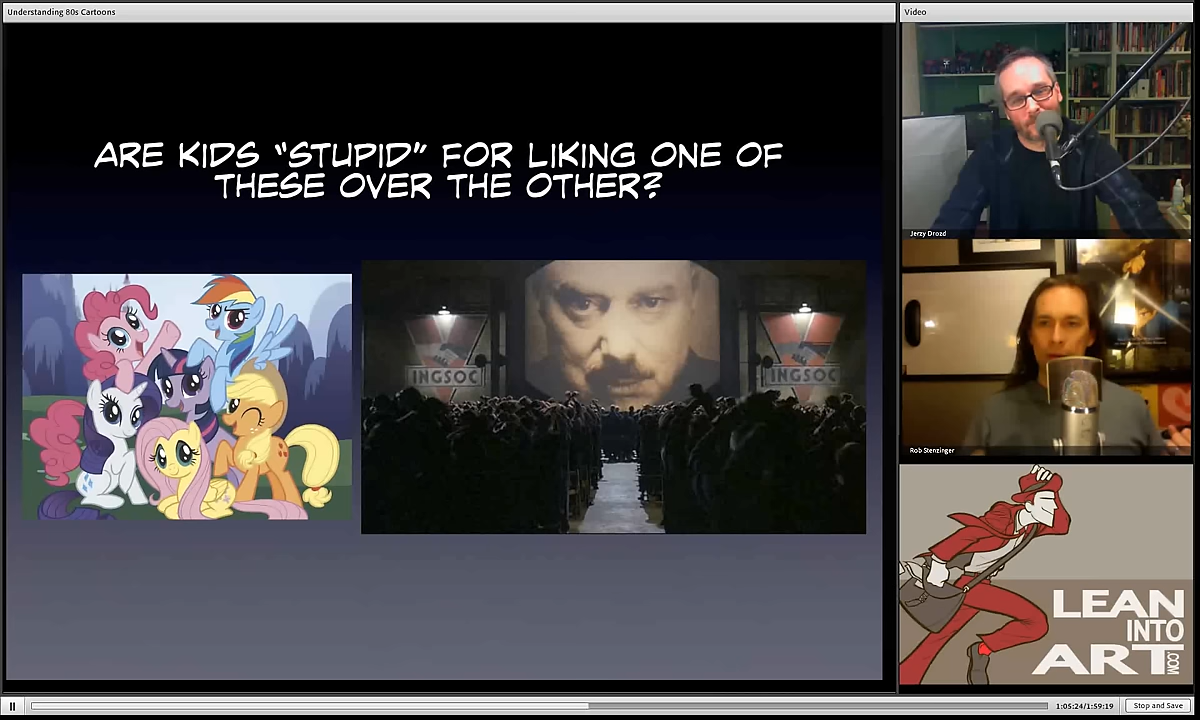 Understanding 80s Cartoons
Video
ARE KIDS “STUPID” FOR LIKING ONE OF
THESE OVER THE OTHER?
INGSOC
INGSOC
Jerzy Drozd
Rob Stenzinger
LEAN
INTO
ART.COM
1:05:24/1:59:19
Stop and Save